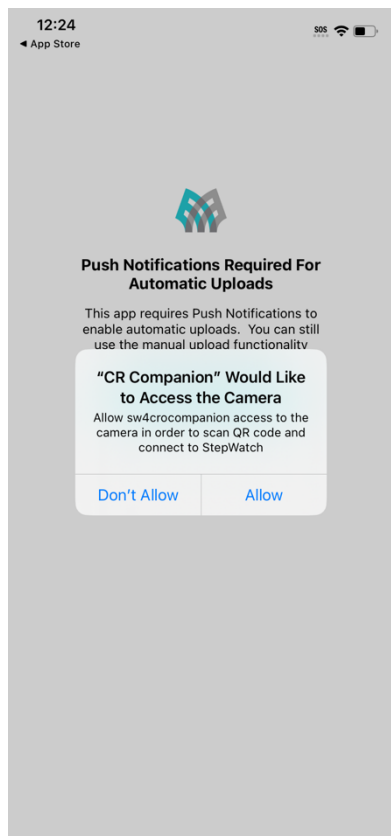 12:24
SOS
◀ App Store
Push Notifications Required For
Automatic Uploads
This app requires Push Notifications to
enable automatic uploads.  You can still
use the manual upload functionality
“CR Companion” Would Like
to Access the Camera
Allow sw4crocompanion access to the
camera in order to scan QR code and
connect to StepWatch
Don’t Allow
Allow